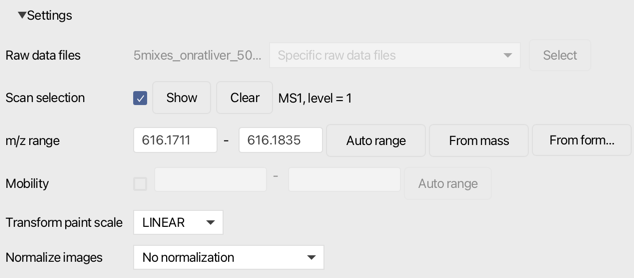 ▼Settings
Raw data files 5mixes_onratliver_50... Specific raw data files Select
Scan selection Show Clear MS1, level = 1
m/z range 616.1711 - 616.1835 Auto range From mass From form...
Mobility - Auto range
Transform paint scale LINEAR
Normalize images No normalization